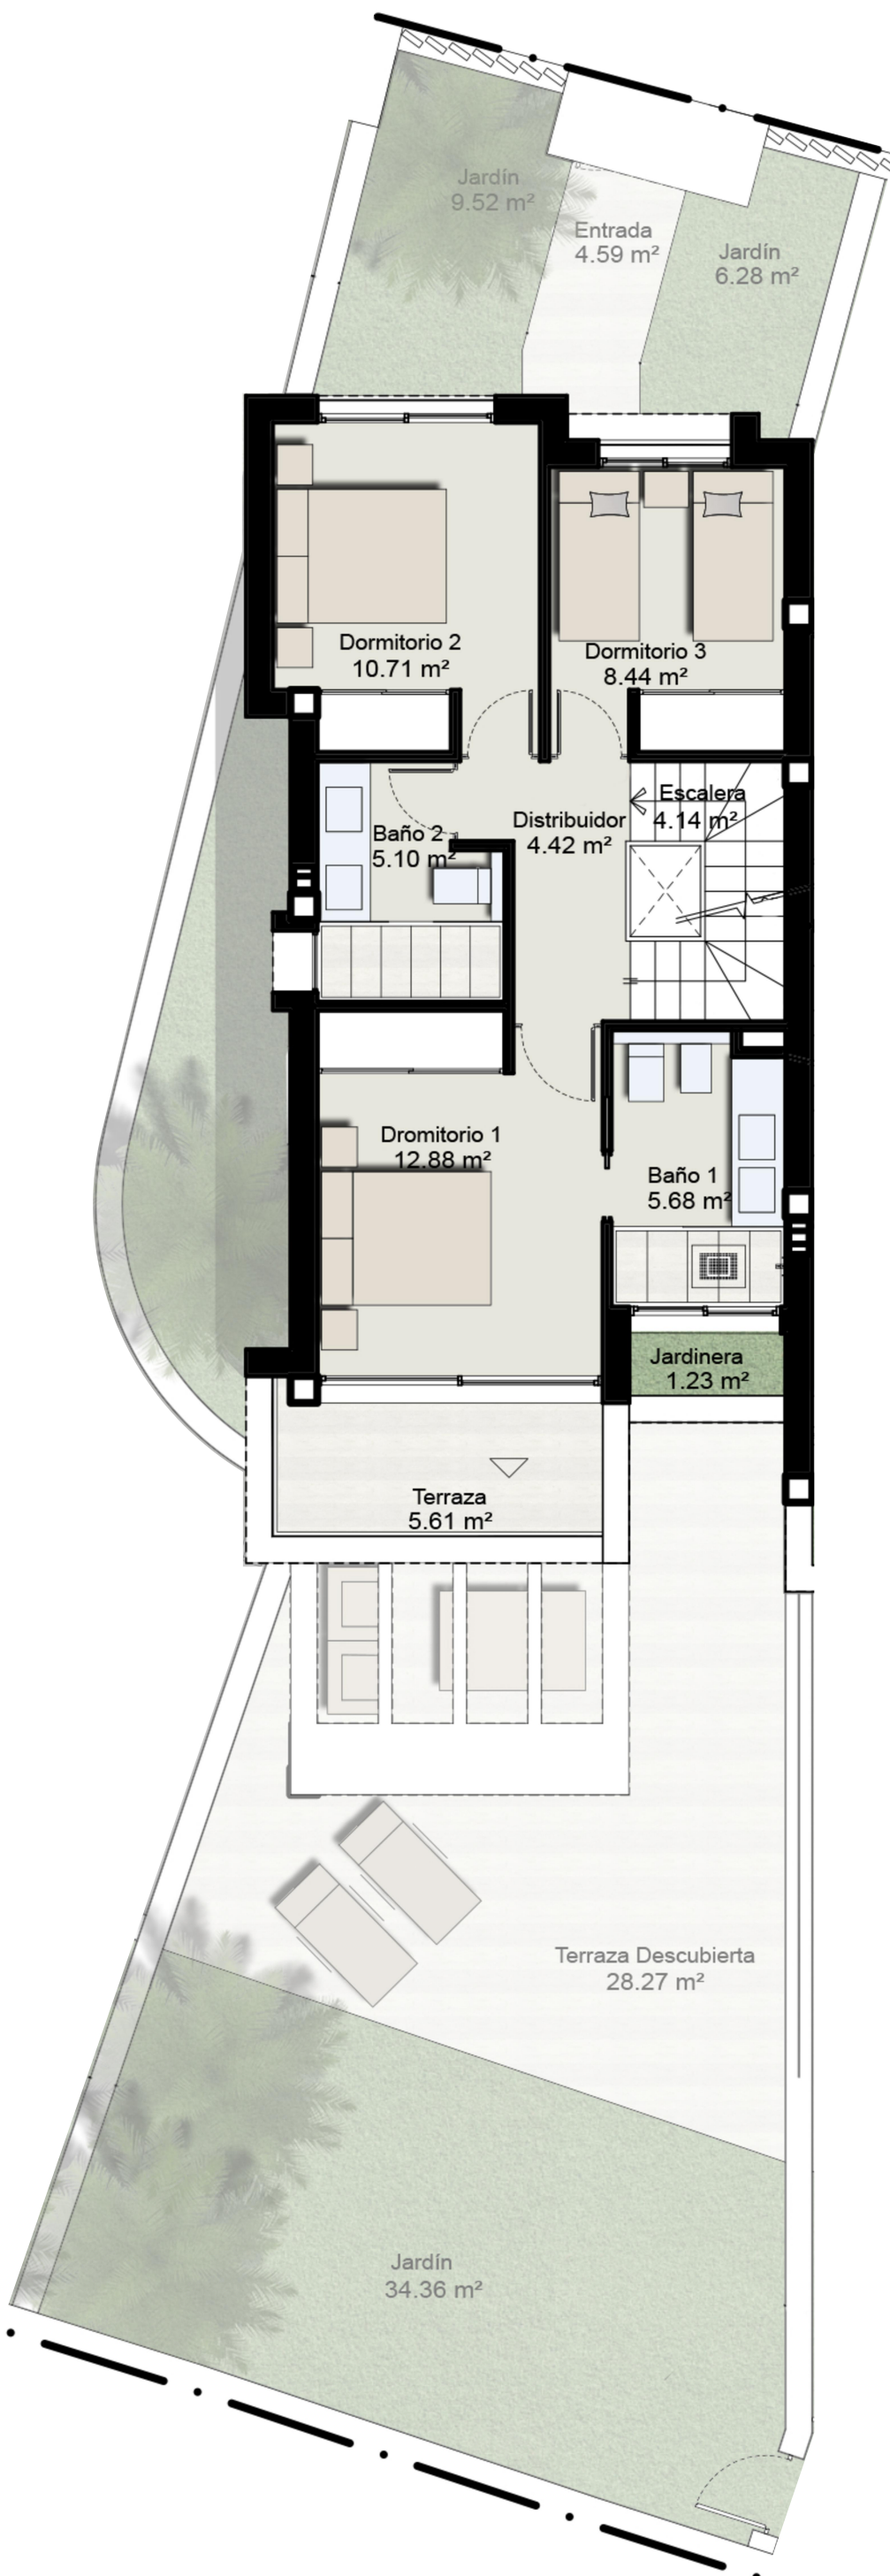 Jardín
9.52 m²
Entrada
4.59 m²
Jardín
6.28 m²
Dormitorio 2
10.71 m²
Dormitorio 3
8.44 m²
Escalera
4.14 m²
Distribuidor
4.42 m²
Baño 2
5.10 m²
Dromitorio 1
12.88 m²
Baño 1
5.68 m²
Jardinera
1.23 m²
Terraza
5.61 m²
Terraza Descubierta
28.27 m²
Jardín
34.36 m²